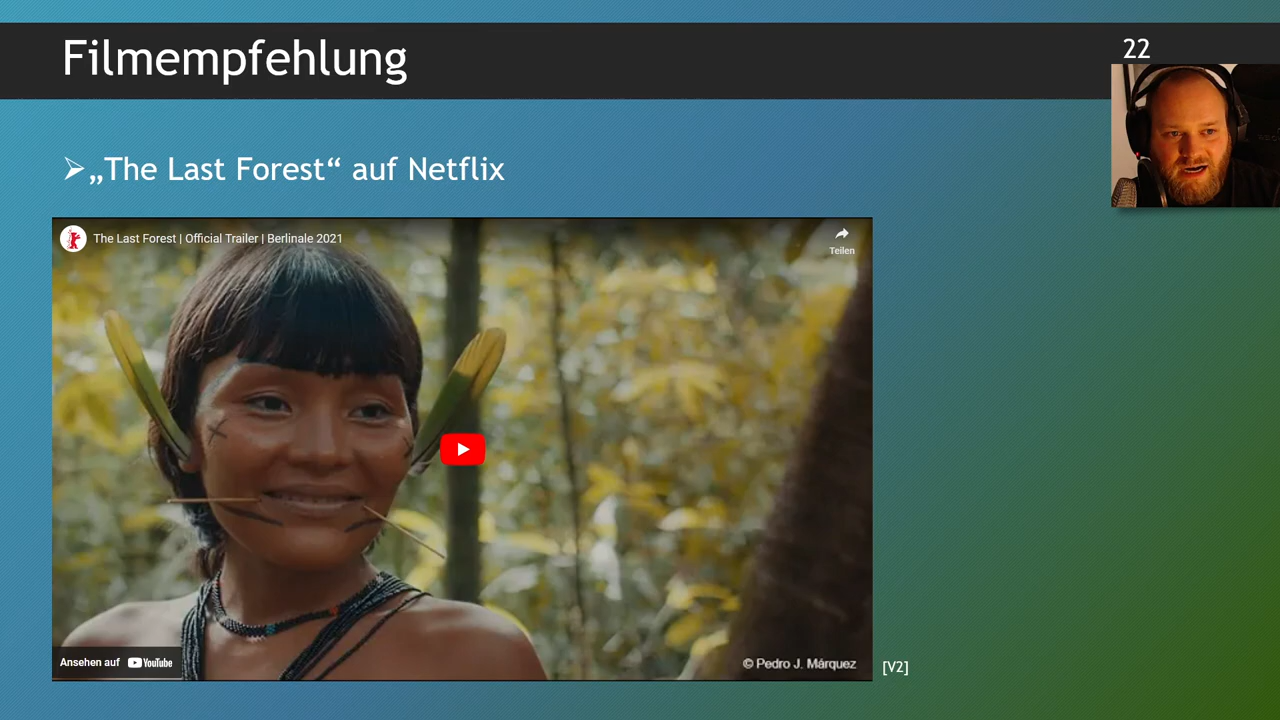 Filmempfehlung
22
„The Last Forest“ auf Netflix
The Last Forest | Official Trailer | Berlinale 2021
Teilen
Ansehen auf YouTube
© Pedro J. Márquez
[V2]